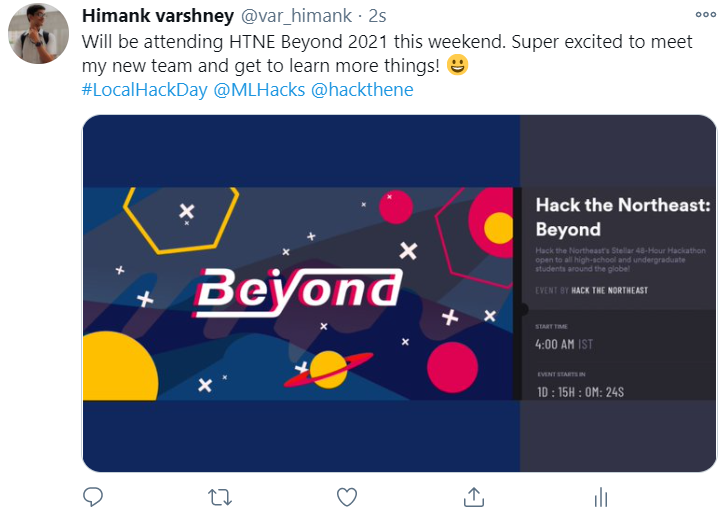 Himank varshney @var_himank · 2s
Will be attending HTNE Beyond 2021 this weekend. Super excited to meet
my new team and get to learn more things! 😃
#LocalHackDay @MLHacks @hackthene
Beyond
Hack the Northeast:
Beyond
Hack the Northeast's Stellar 48-Hour Hackathon
open to all high-school and undergraduate
students around the globe!
EVENT BY HACK THE NORTHEAST
START TIME
4:00 AM IST
EVENT STARTS IN
1D : 15H : 0M: 24S